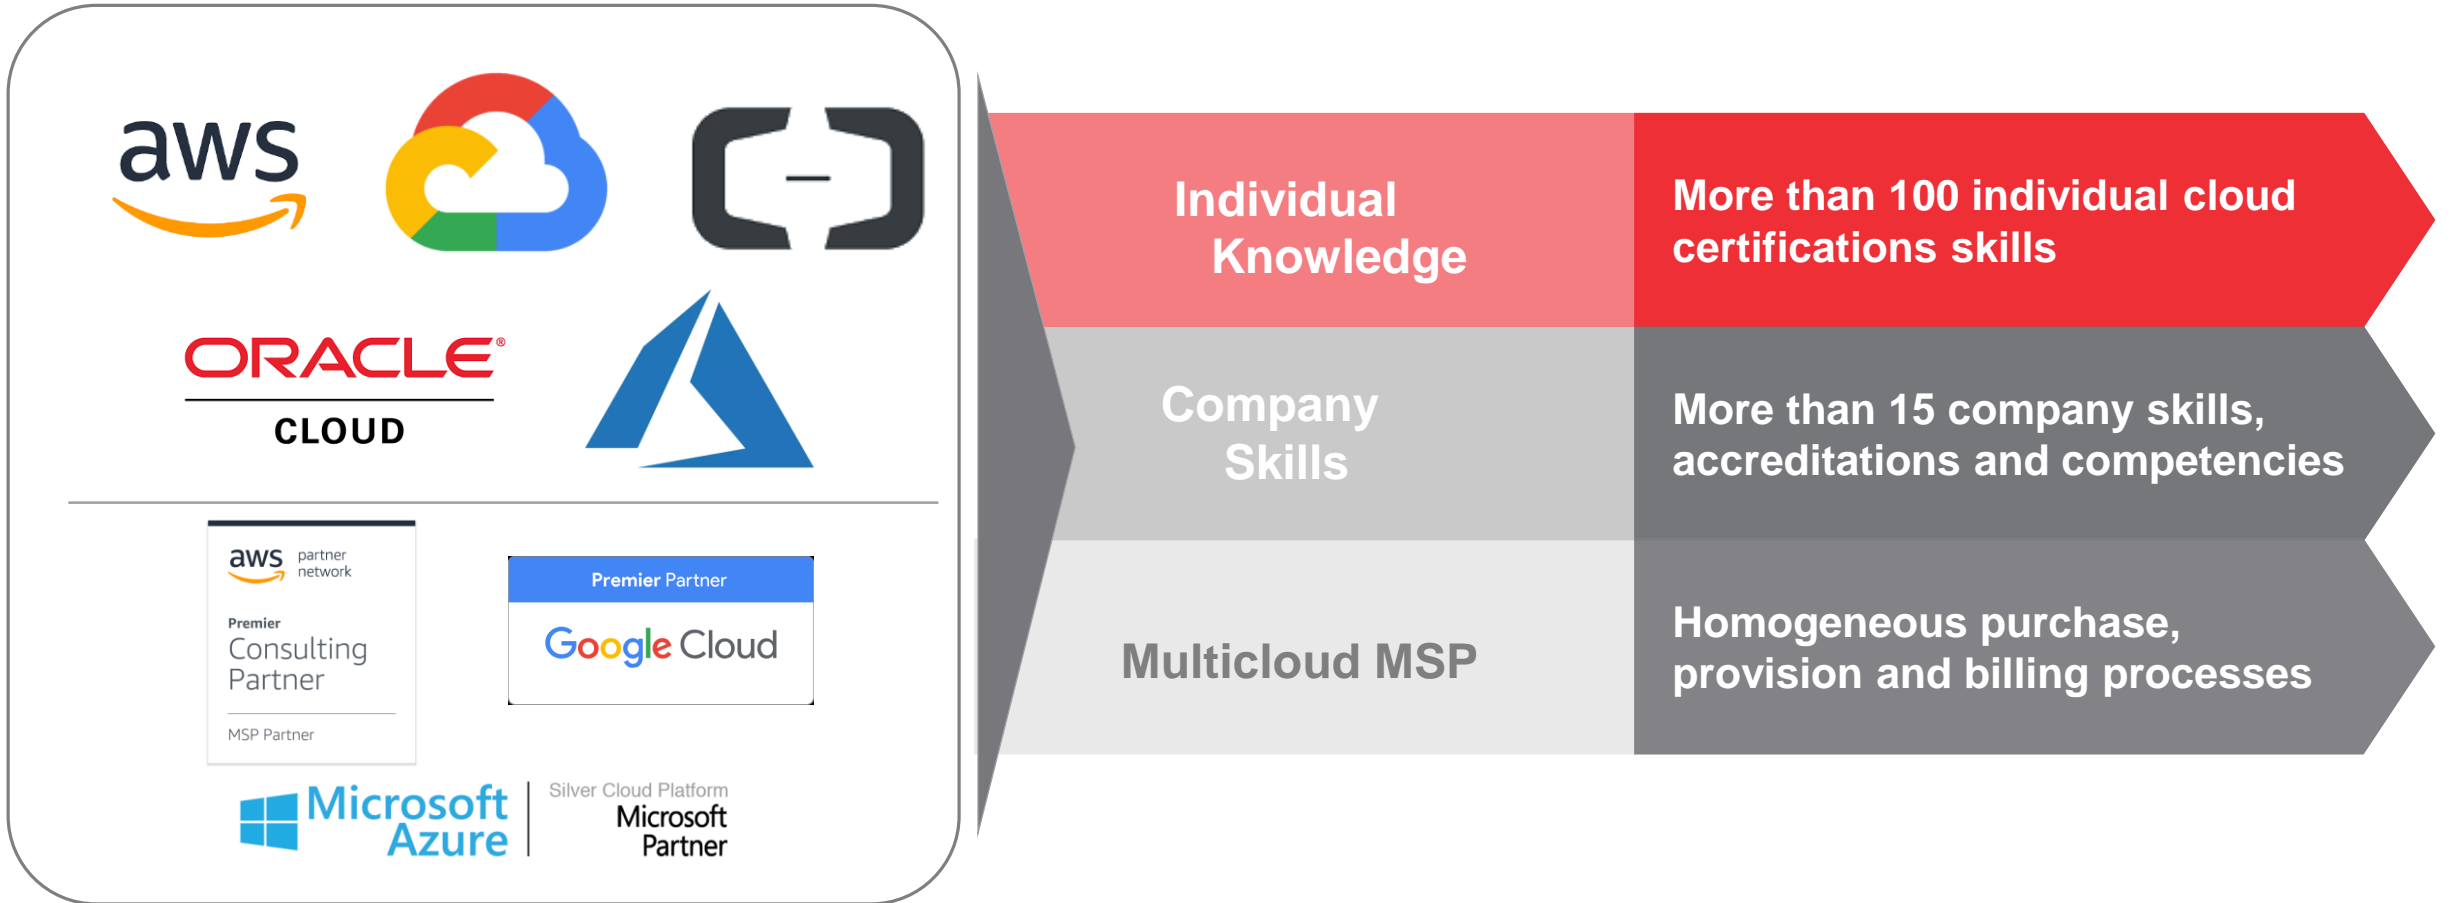 aws
ORACLE®
CLOUD
aws partner
network
Premier
Consulting
Partner
MSP Partner
Premier Partner
Google Cloud
Microsoft
Azure
Silver Cloud Platform
Microsoft
Partner
Individual
Knowledge
More than 100 individual cloud
certifications skills
Company
Skills
More than 15 company skills,
accreditations and competencies
Multicloud MSP
Homogeneous purchase,
provision and billing processes